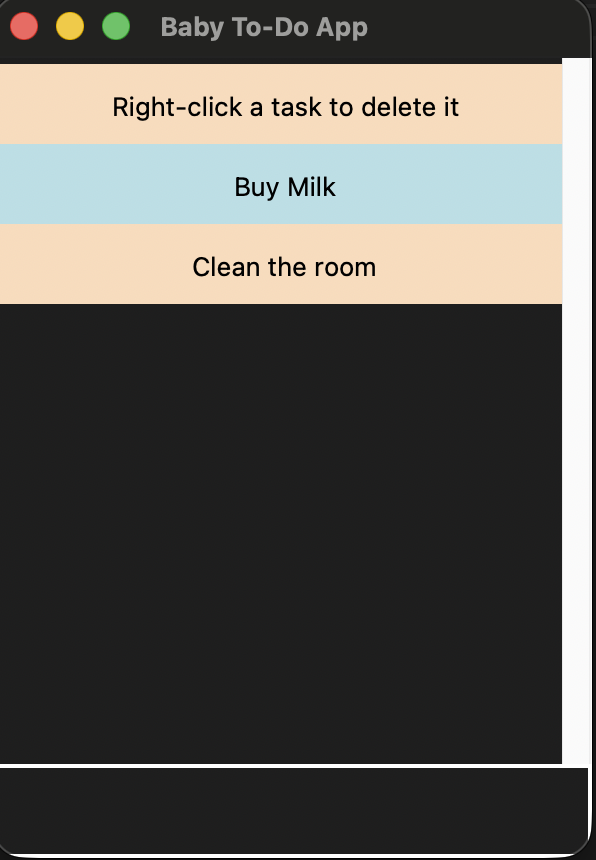 Baby To-Do App
Right-click a task to delete it
Buy Milk
Clean the room